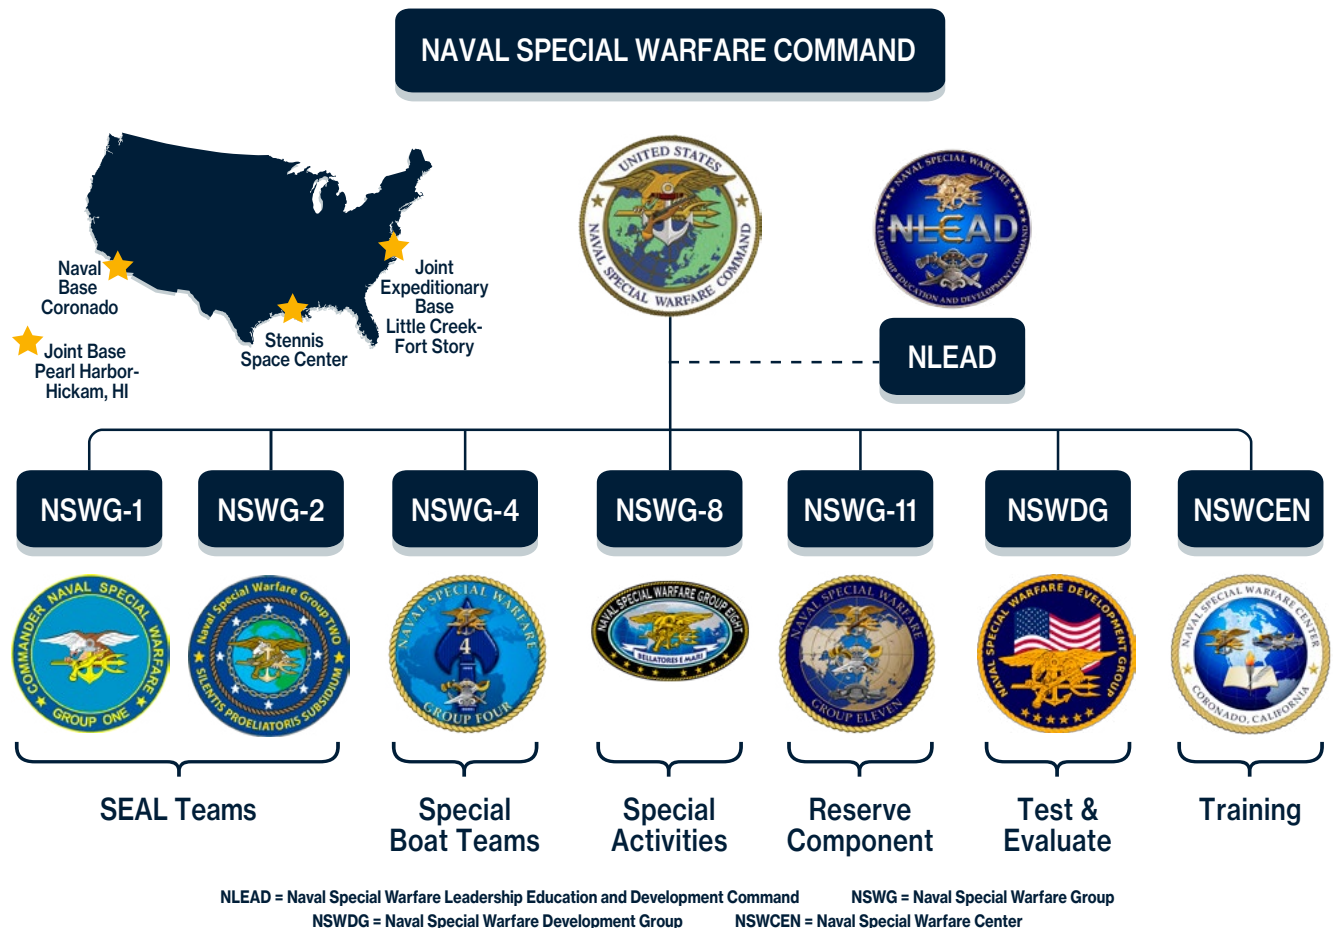 NAVAL SPECIAL WARFARE COMMAND
Naval
Base
Coronado
Joint Base
Pearl Harbor-
Hickam, HI
Stennis
Space Center
Joint
Expeditionary
Base
Little Creek-
Fort Story
UNITED STATES
NAVAL SPECIAL WARFARE COMMAND
NAVAL SPECIAL WARFARE
NLEAD
LEADERSHIP EDUCATION AND DEVELOPMENT COMMAND
NLEAD
NSWG-1
NSWG-2
NSWG-4
NSWG-8
NSWG-11
NSWDG
NSWCEN
COMMANDER NAVAL SPECIAL WARFARE
GROUP ONE
Naval Special Warfare Group TWO
SILENTIS PROELIATORIS SUBSIDIUM
NAVAL SPECIAL WARFARE
4
GROUP FOUR
NAVAL SPECIAL WARFARE GROUP EIGHT
BELLATORES E MARI
NAVAL SPECIAL WARFARE
GROUP ELEVEN
NAVAL SPECIAL WARFARE DEVELOPMENT GROUP
NAVAL SPECIAL WARFARE CENTER
CORONADO, CALIFORNIA
SEAL Teams
Special
Boat Teams
Special
Activities
Reserve
Component
Test &
Evaluate
Training
NLEAD = Naval Special Warfare Leadership Education and Development Command NSWG = Naval Special Warfare Group
NSWDG = Naval Special Warfare Development Group NSWCEN = Naval Special Warfare Center